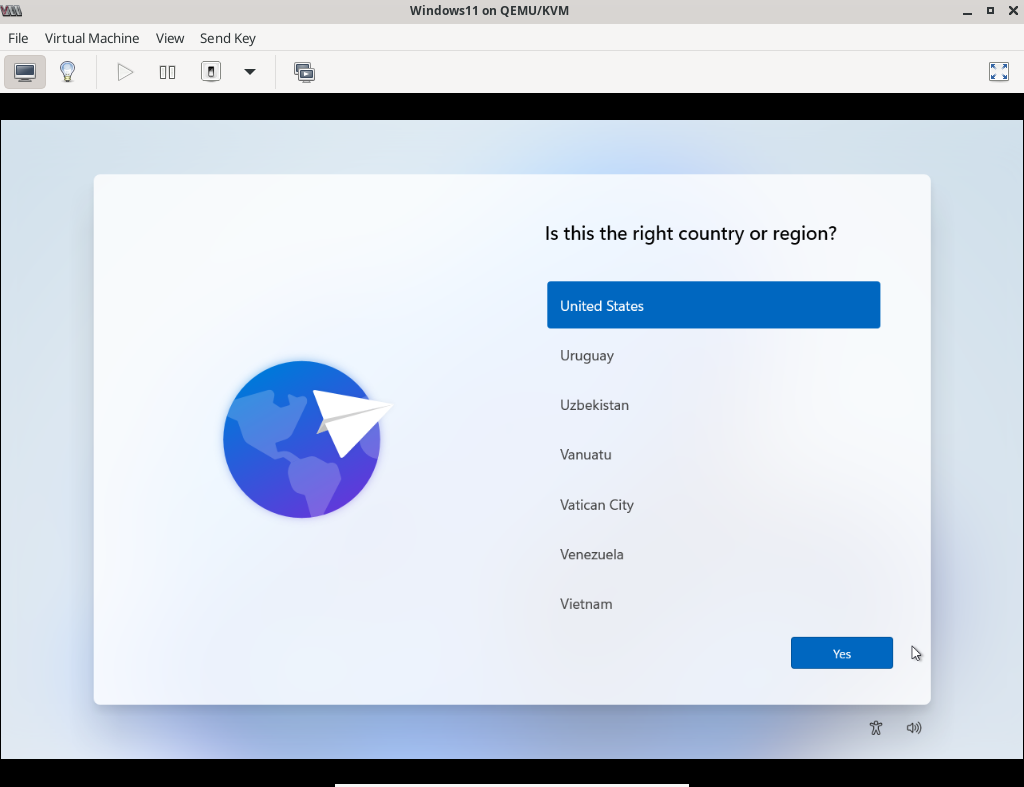 Windows11 on QEMU/KVM
File Virtual Machine View Send Key
Is this the right country or region?
United States
Uruguay
Uzbekistan
Vanuatu
Vatican City
Venezuela
Vietnam
Yes